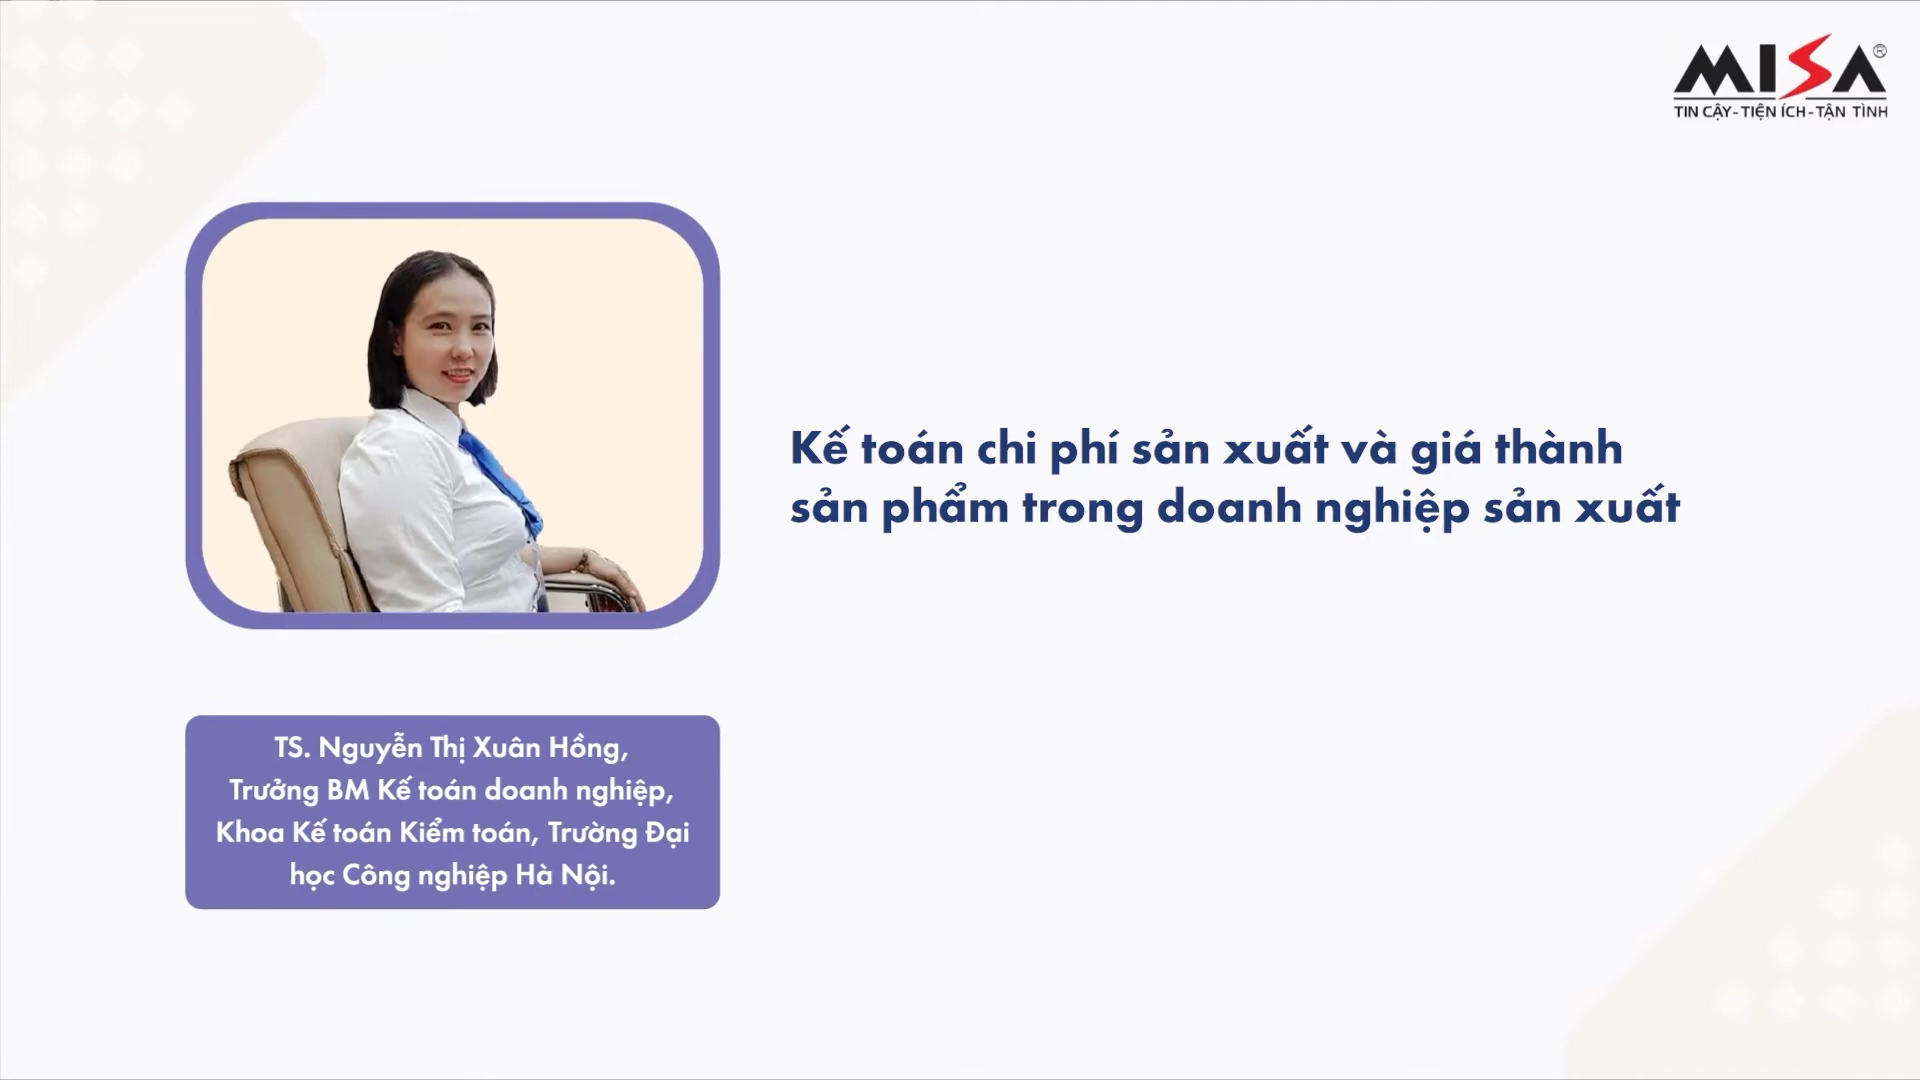 MISA®
TIN CẬY-TIỆN ÍCH-TẬN TÌNH
Kế toán chi phí sản xuất và giá thành
sản phẩm trong doanh nghiệp sản xuất
TS. Nguyễn Thị Xuân Hồng,
Trưởng BM Kế toán doanh nghiệp,
Khoa Kế toán Kiểm toán, Trường Đại
học Công nghiệp Hà Nội.